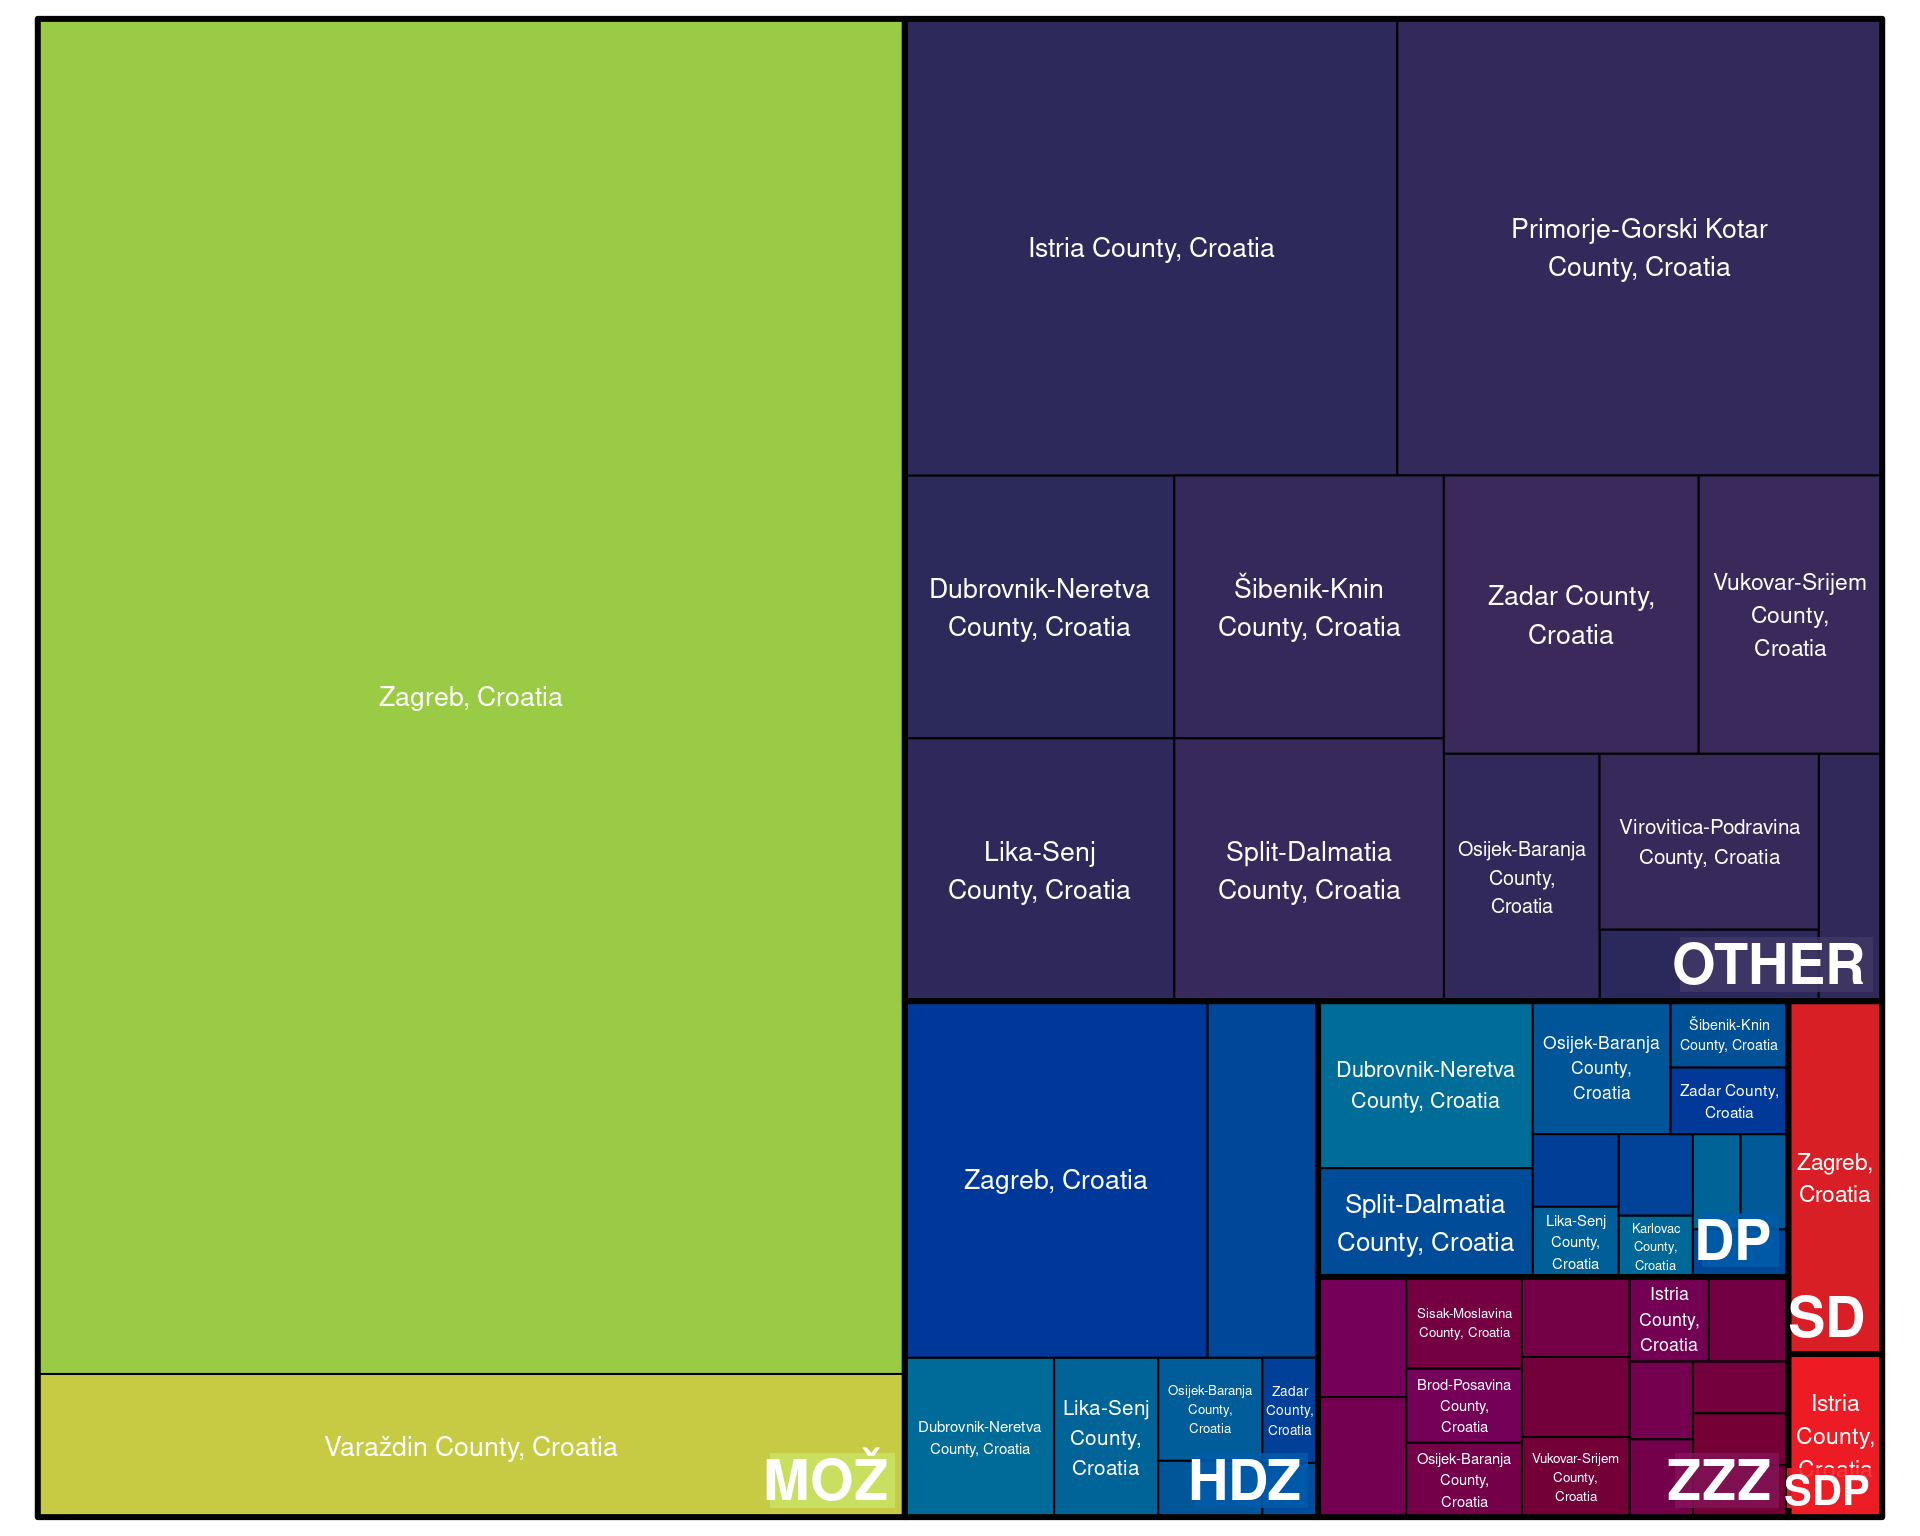 Zagreb, Croatia
Varaždin County, Croatia
MOŽ
Istria County, Croatia
Primorje-Gorski Kotar
County, Croatia
Dubrovnik-Neretva
County, Croatia
Šibenik-Knin
County, Croatia
Zadar County,
Croatia
Vukovar-Srijem
County,
Croatia
Lika-Senj
County, Croatia
Split-Dalmatia
County, Croatia
Osijek-Baranja
County,
Croatia
Virovitica-Podravina
County, Croatia
OTHER
Zagreb, Croatia
Dubrovnik-Neretva
County, Croatia
Lika-Senj
County,
Croatia
Osijek-Baranja
County,
Croatia
Zadar
County,
Croatia
HDZ
Dubrovnik-Neretva
County, Croatia
Split-Dalmatia
County, Croatia
Osijek-Baranja
County,
Croatia
Šibenik-Knin
County, Croatia
Zadar County,
Croatia
Lika-Senj
County,
Croatia
Karlovac
County,
Croatia
DP
Sisak-Moslavina
County, Croatia
Brod-Posavina
County,
Croatia
Osijek-Baranja
County,
Croatia
Vukovar-Srijem
County,
Croatia
Istria
County,
Croatia
ZZZ
Zagreb,
Croatia
SD
Istria
County,
Croatia
SDP